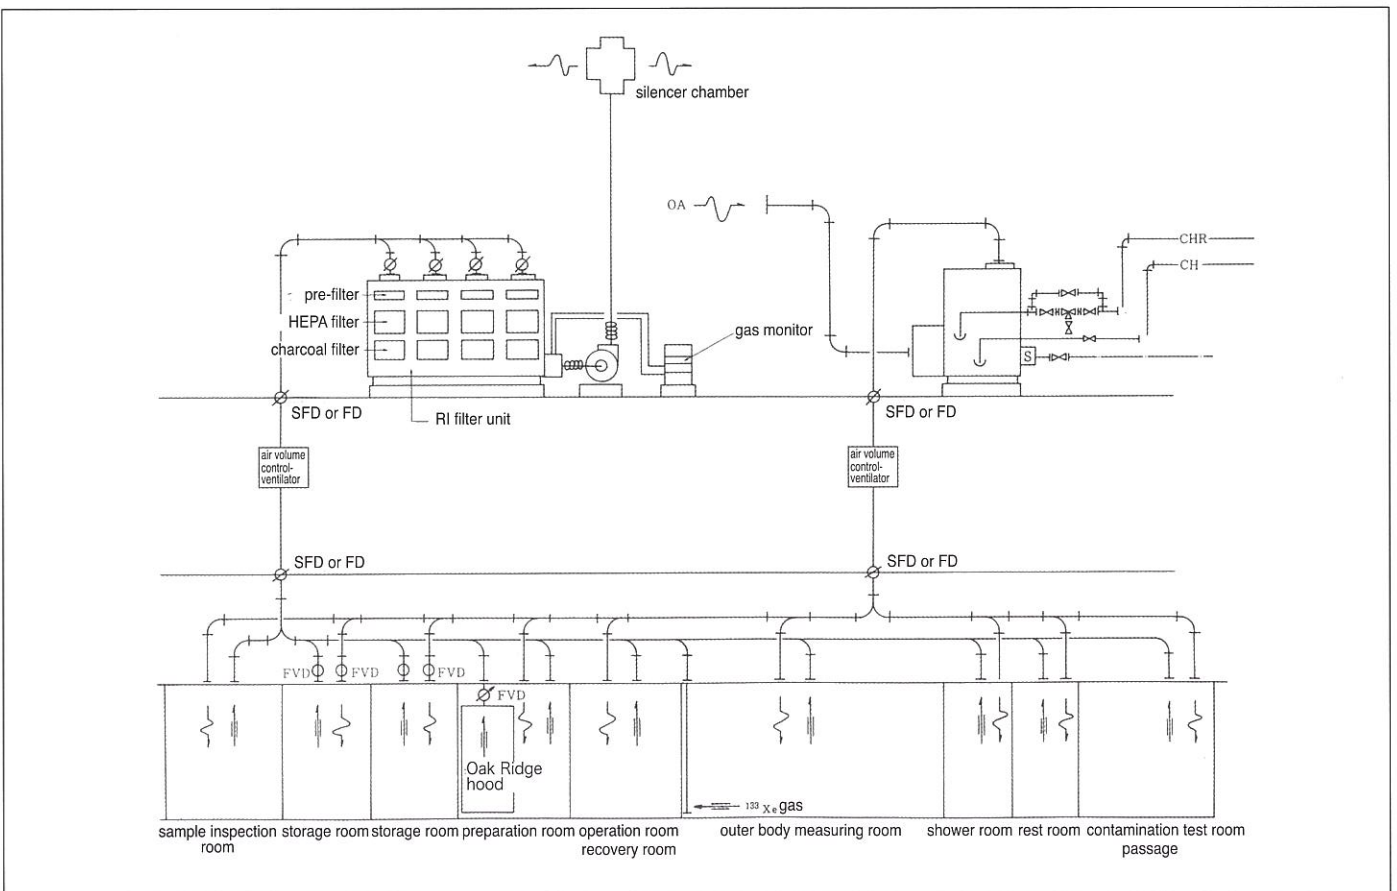 silencer chamber
OA
CHR
CH
pre-filter
HEPA filter
charcoal filter
gas monitor
S
SFD or FD
RI filter unit
SFD or FD
air volume
control-
ventilator
air volume
control-
ventilator
SFD or FD
SFD or FD
FVD
FVD
FVD
FVD
Oak Ridge
hood
133 Xe gas
sample inspection
room
storage room
storage room
preparation room
operation room
recovery room
outer body measuring room
shower room
rest room
contamination test room
passage